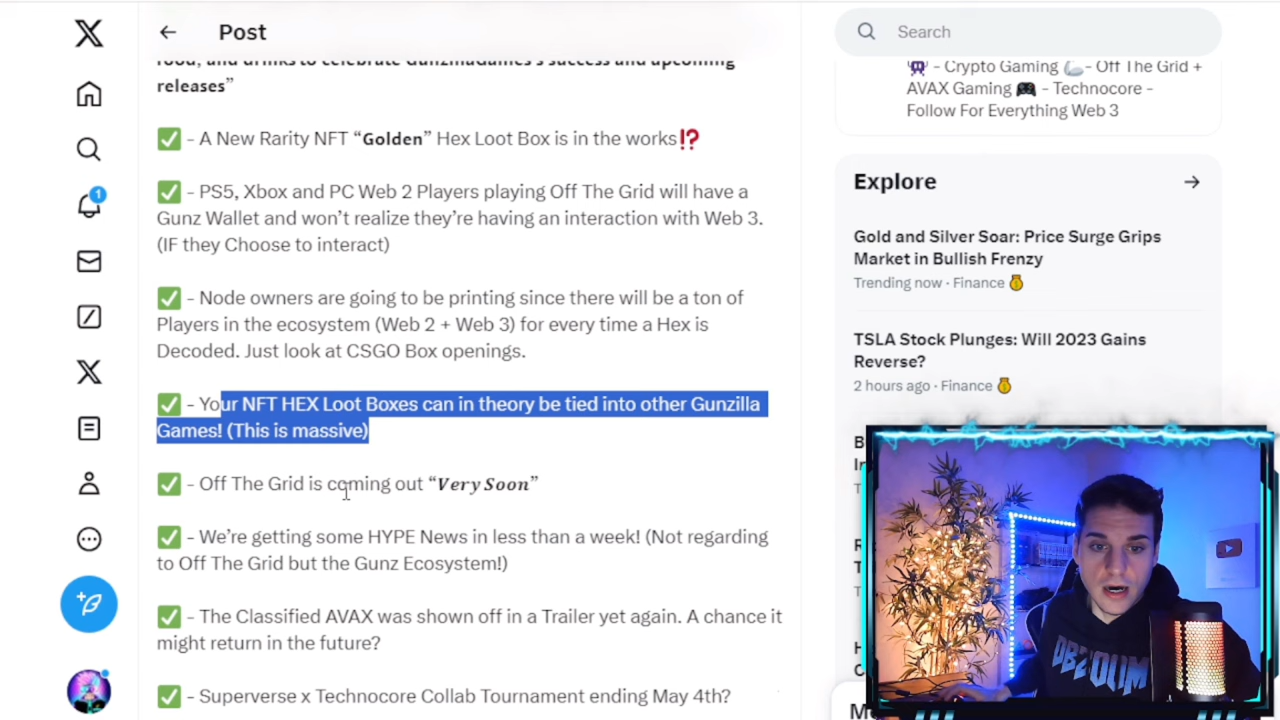 Post
food, and drinks to celebrate GunzillaGames's success and upcoming
releases”
✅ - A New Rarity NFT “Golden” Hex Loot Box is in the works⁉️
✅ - PS5, Xbox and PC Web 2 Players playing Off The Grid will have a
Gunz Wallet and won’t realize they’re having an interaction with Web 3.
(IF they Choose to interact)
✅ - Node owners are going to be printing since there will be a ton of
Players in the ecosystem (Web 2 + Web 3) for every time a Hex is
Decoded. Just look at CSGO Box openings.
✅ - Your NFT HEX Loot Boxes can in theory be tied into other Gunzilla
Games! (This is massive)
✅ - Off The Grid is coming out “Very Soon”
✅ - We’re getting some HYPE News in less than a week! (Not regarding
to Off The Grid but the Gunz Ecosystem!)
✅ - The Classified AVAX was shown off in a Trailer yet again. A chance it
might return in the future?
✅ - Superverse x Technocore Collab Tournament ending May 4th?
1
Search
- Crypto Gaming - Off The Grid +
AVAX Gaming 🎮 - Technocore -
Follow For Everything Web 3
Explore
Gold and Silver Soar: Price Surge Grips
Market in Bullish Frenzy
Trending now · Finance
TSLA Stock Plunges: Will 2023 Gains
Reverse?
2 hours ago · Finance